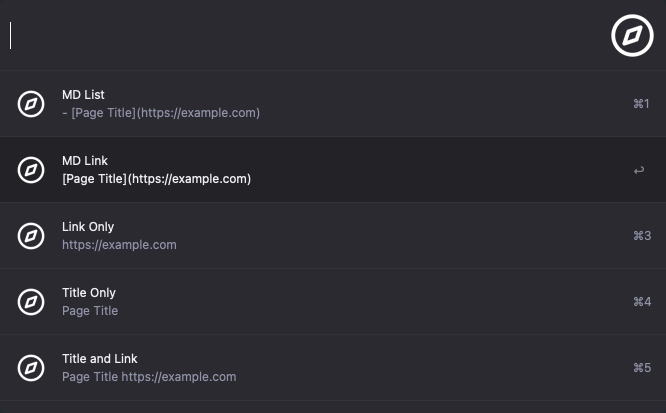 MD List
- [Page Title](https://example.com)
⌘1
MD Link
[Page Title](https://example.com)
↩
Link Only
https://example.com
⌘3
Title Only
Page Title
⌘4
Title and Link
Page Title https://example.com
⌘5